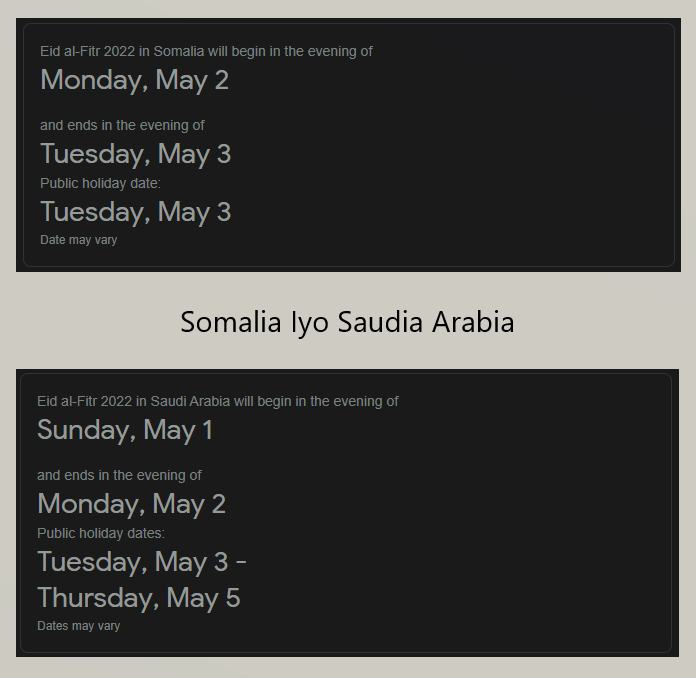 Eid al-Fitr 2022 in Somalia will begin in the evening of
Monday, May 2
and ends in the evening of
Tuesday, May 3
Public holiday date:
Tuesday, May 3
Date may vary
Somalia Iyo Saudia Arabia
Eid al-Fitr 2022 in Saudi Arabia will begin in the evening of
Sunday, May 1
and ends in the evening of
Monday, May 2
Public holiday dates:
Tuesday, May 3 -
Thursday, May 5
Dates may vary